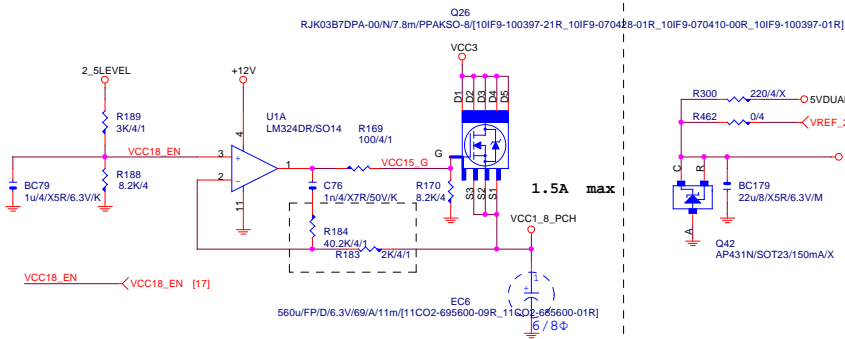 Q26
RJK03B7DPA-00/N/7.8m/PPAKSO-8/[10IF9-100397-21R_10IF9-070428-01R_10IF9-070410-00R_10IF9-100397-01R]
VCC3
2_5LEVEL
+12V
D1
D2
D3
D4
D5
R300
220/4/X
5VDUAL
R189
3K/4/1
U1A
LM324DR/SO14
R169
100/4/1
R462
0/4
VREF_2
VCC18_EN
4
3
+
1
VCC15_G
G
2
-
11
BC79
1u/4/X5R/6.3V/K
R188
8.2K/4
C76
1n/4/X7R/50V/K
R170
8.2K/4
S3
S2
S1
1.5A max
C
R
A
BC179
22u/8/X5R/6.3V/M
VCC1_8_PCH
R184
40.2K/4/1
R183
2K/4/1
Q42
AP431N/SOT23/150mA/X
VCC18_EN
VCC18_EN [17]
1
+
EC6
560u/FP/D/6.3V/69/A/11m/[11CO2-695600-09R_11CO2-685600-01R]
6/8Φ